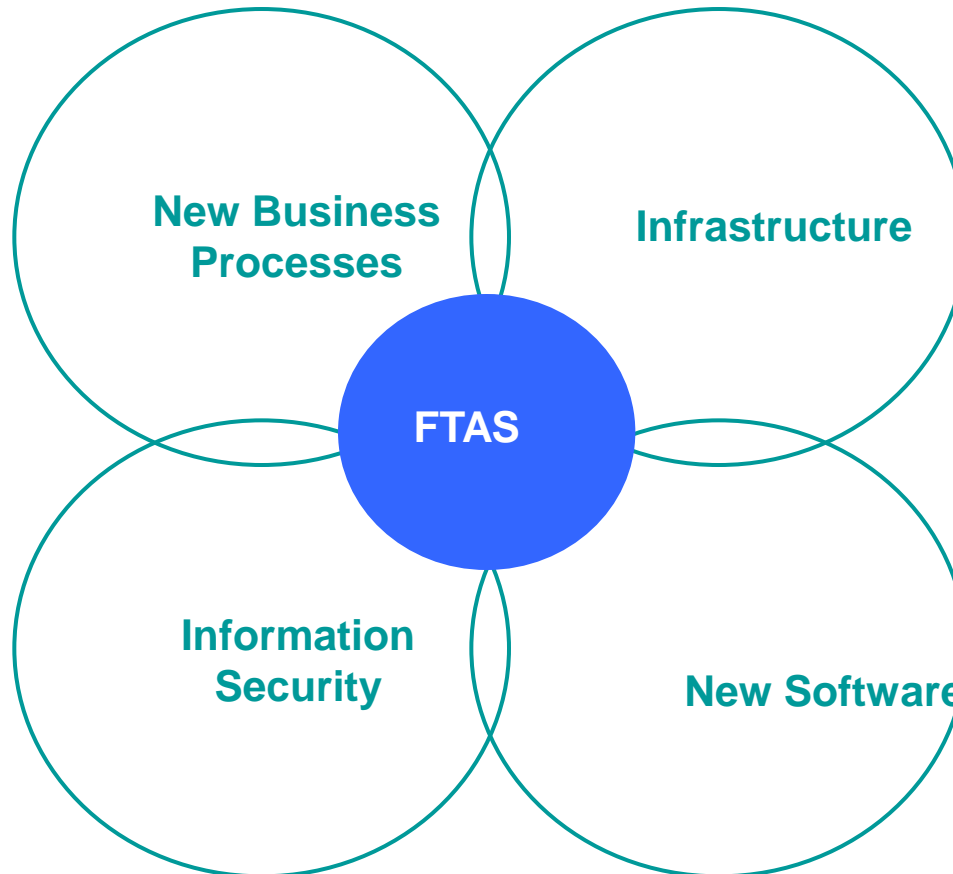 New Business
Processes
Infrastructure
FTAS
Information
Security
New Software